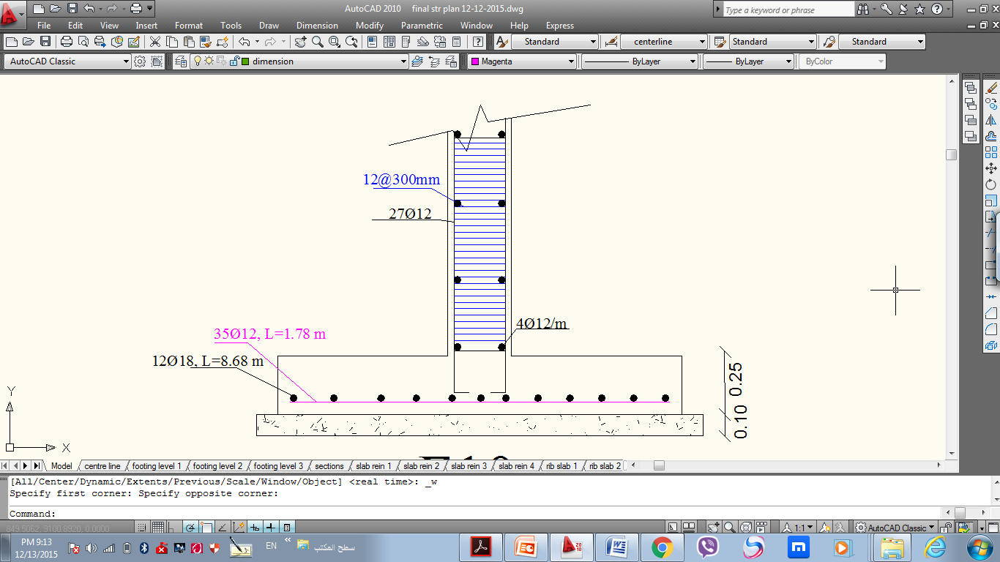 AutoCAD 2010 final str plan 12-12-2015.dwg
Type a keyword or phrase
File Edit View Insert Format Tools Draw Dimension Modify Parametric Window Help Express
Standard centerline Standard Standard
AutoCAD Classic dimension Magenta ByLayer ByLayer ByColor
12@300mm
27Ø12
4Ø12/m
35Ø12, L=1.78 m
12Ø18, L=8.68 m
0.25
0.10
Y
X
Model centre line footing level 1 footing level 2 footing level 3 sections slab rein 1 slab rein 2 slab rein 3 slab rein 4 rib slab 1 rib slab 2
[All/Center/Dynamic/Extents/Previous/Scale/Window/Object] <real time>: _w
Specify first corner: Specify opposite corner:
Command:
849.5062, 9100.8920, 0.0000 1:1 AutoCAD Classic
PM 9:13
12/13/2015
EN
سطح المكتب